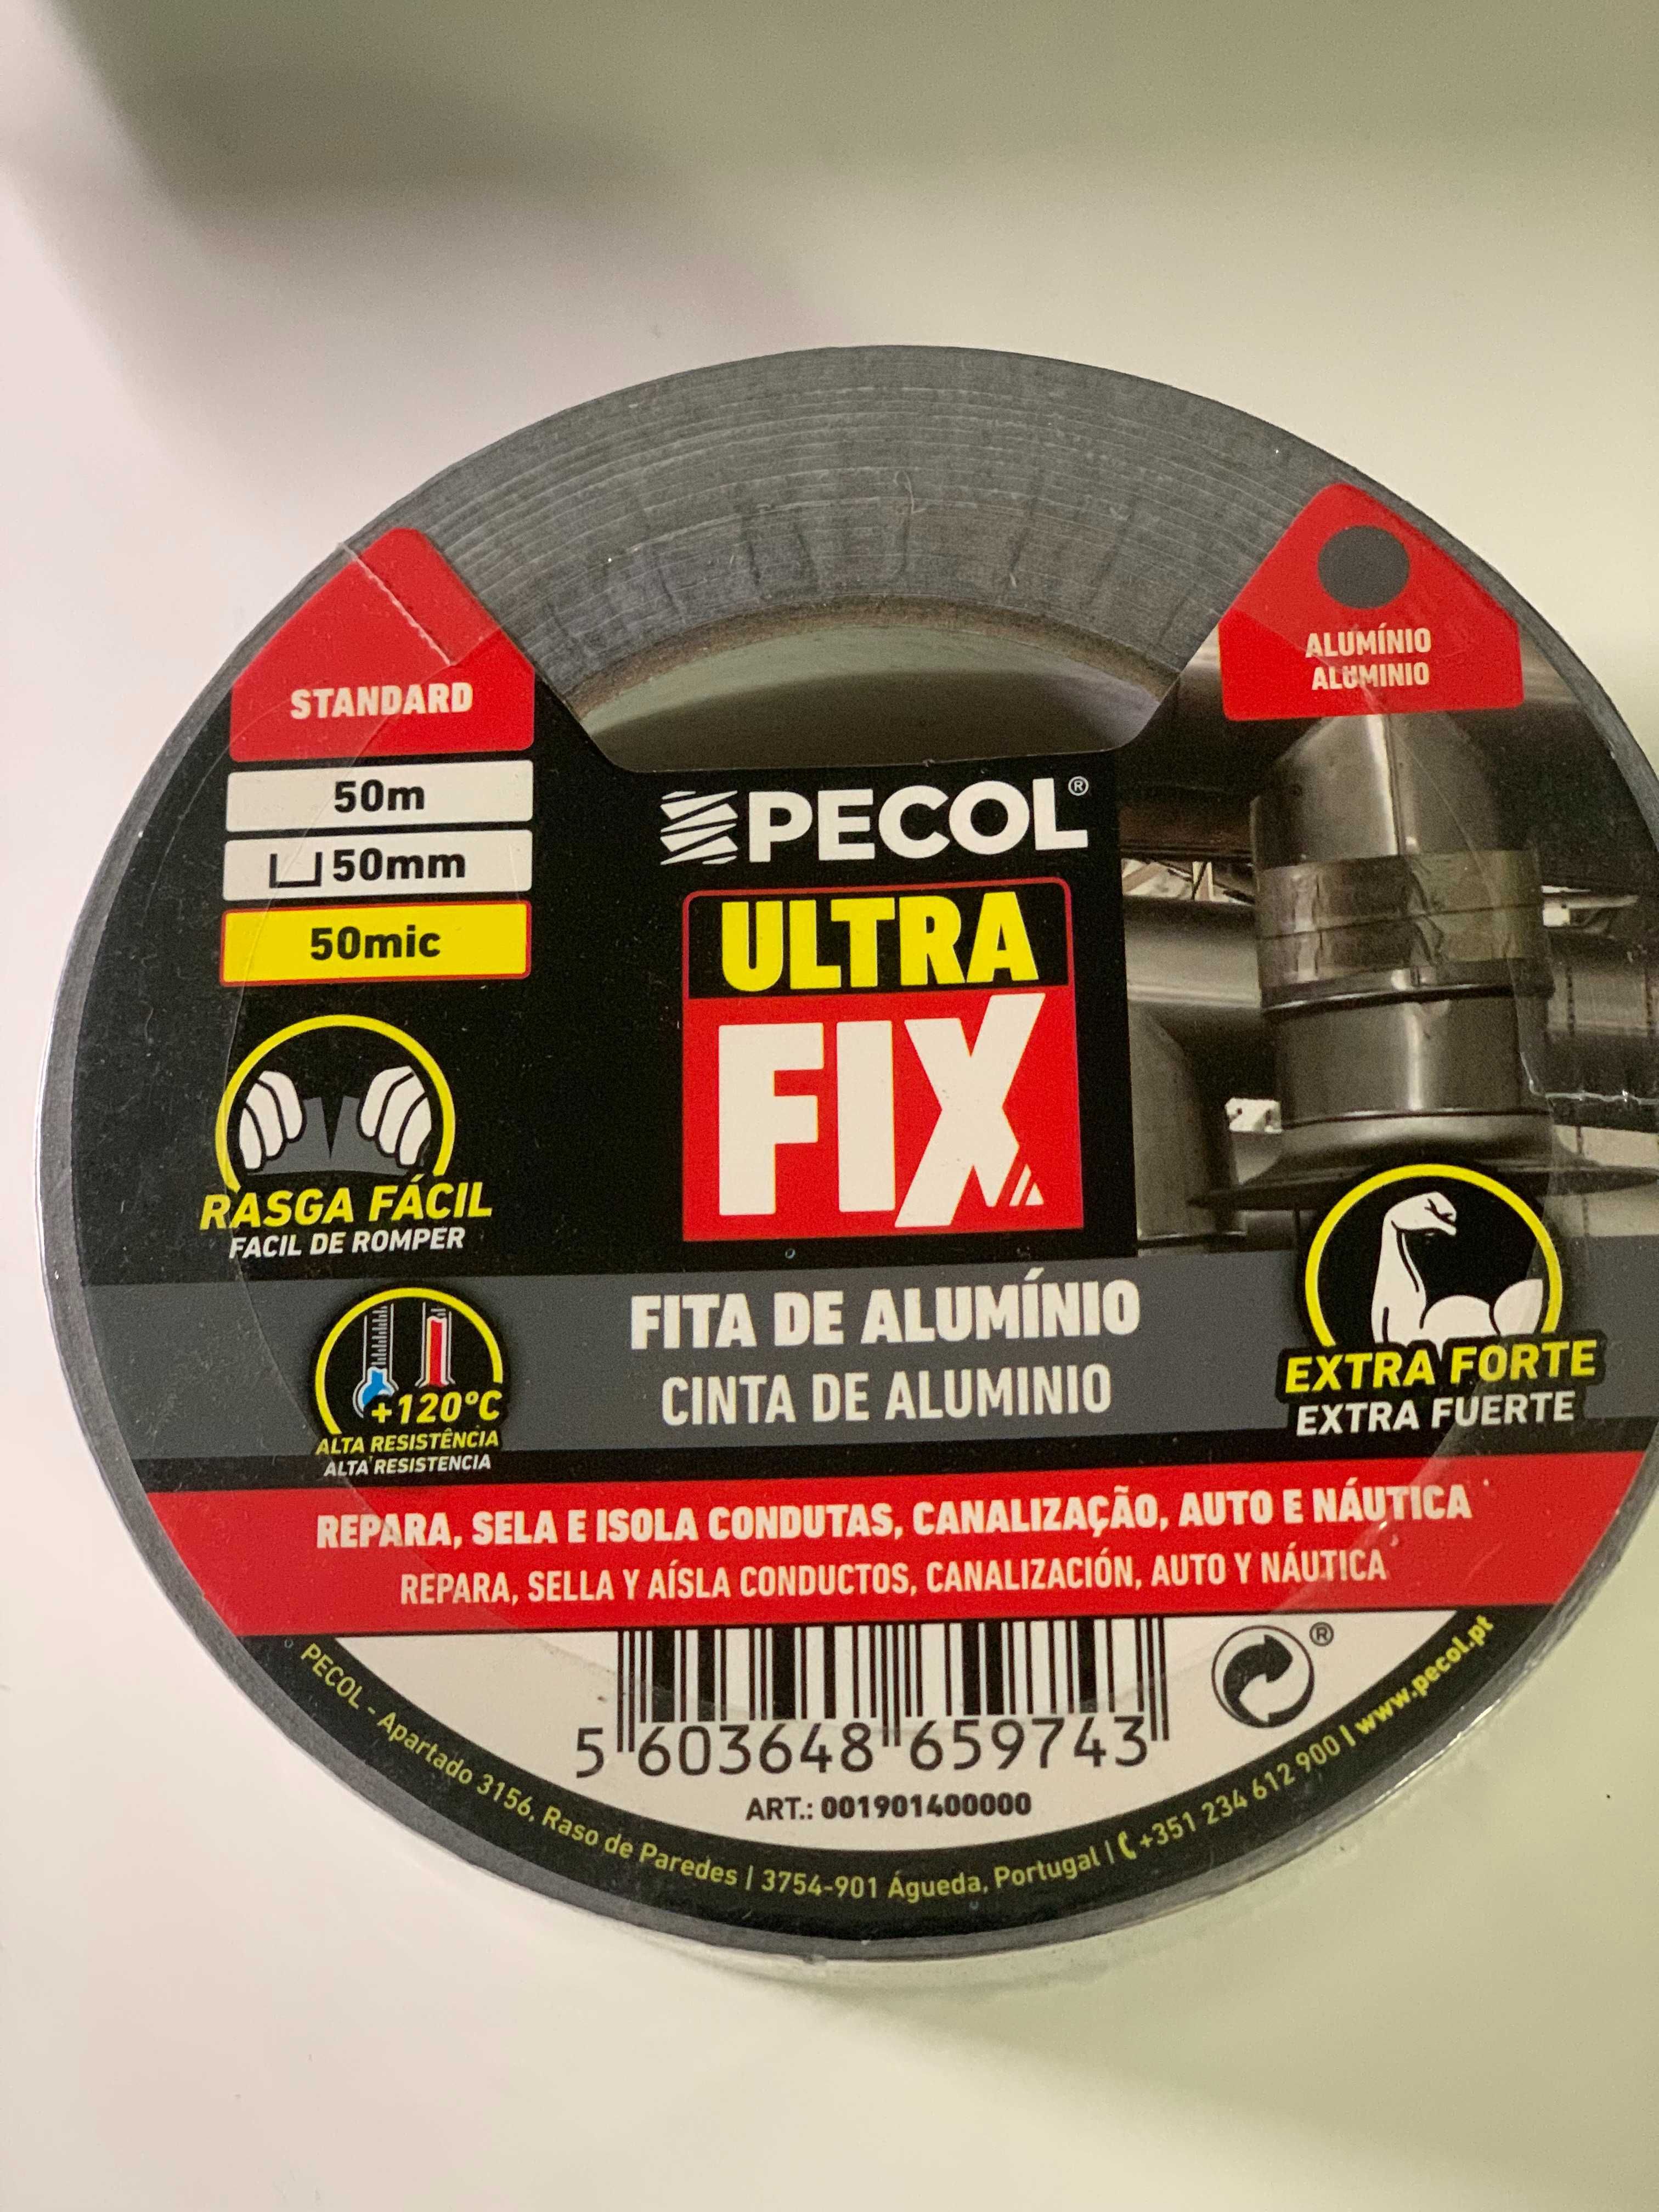 STANDARD
50m
50mm
50mic
ALUMÍNIO
ALUMINIO
PECOL®
ULTRA
FIX
RASGA FÁCIL
FACIL DE ROMPER
+120ºC
ALTA RESISTÊNCIA
ALTA RESISTENCIA
FITA DE ALUMÍNIO
CINTA DE ALUMINIO
EXTRA FORTE
EXTRA FUERTE
REPARA, SELA E ISOLA CONDUTAS, CANALIZAÇÃO, AUTO E NÁUTICA
REPARA, SELLA Y AÍSLA CONDUCTOS, CANALIZACIÓN, AUTO Y NÁUTICA
®
5 603648 659743
ART.: 001901400000
PECOL - Apartado 3156, Raso de Paredes | 3754-901 Águeda, Portugal | +351 234 612 900 | www.pecol.pt